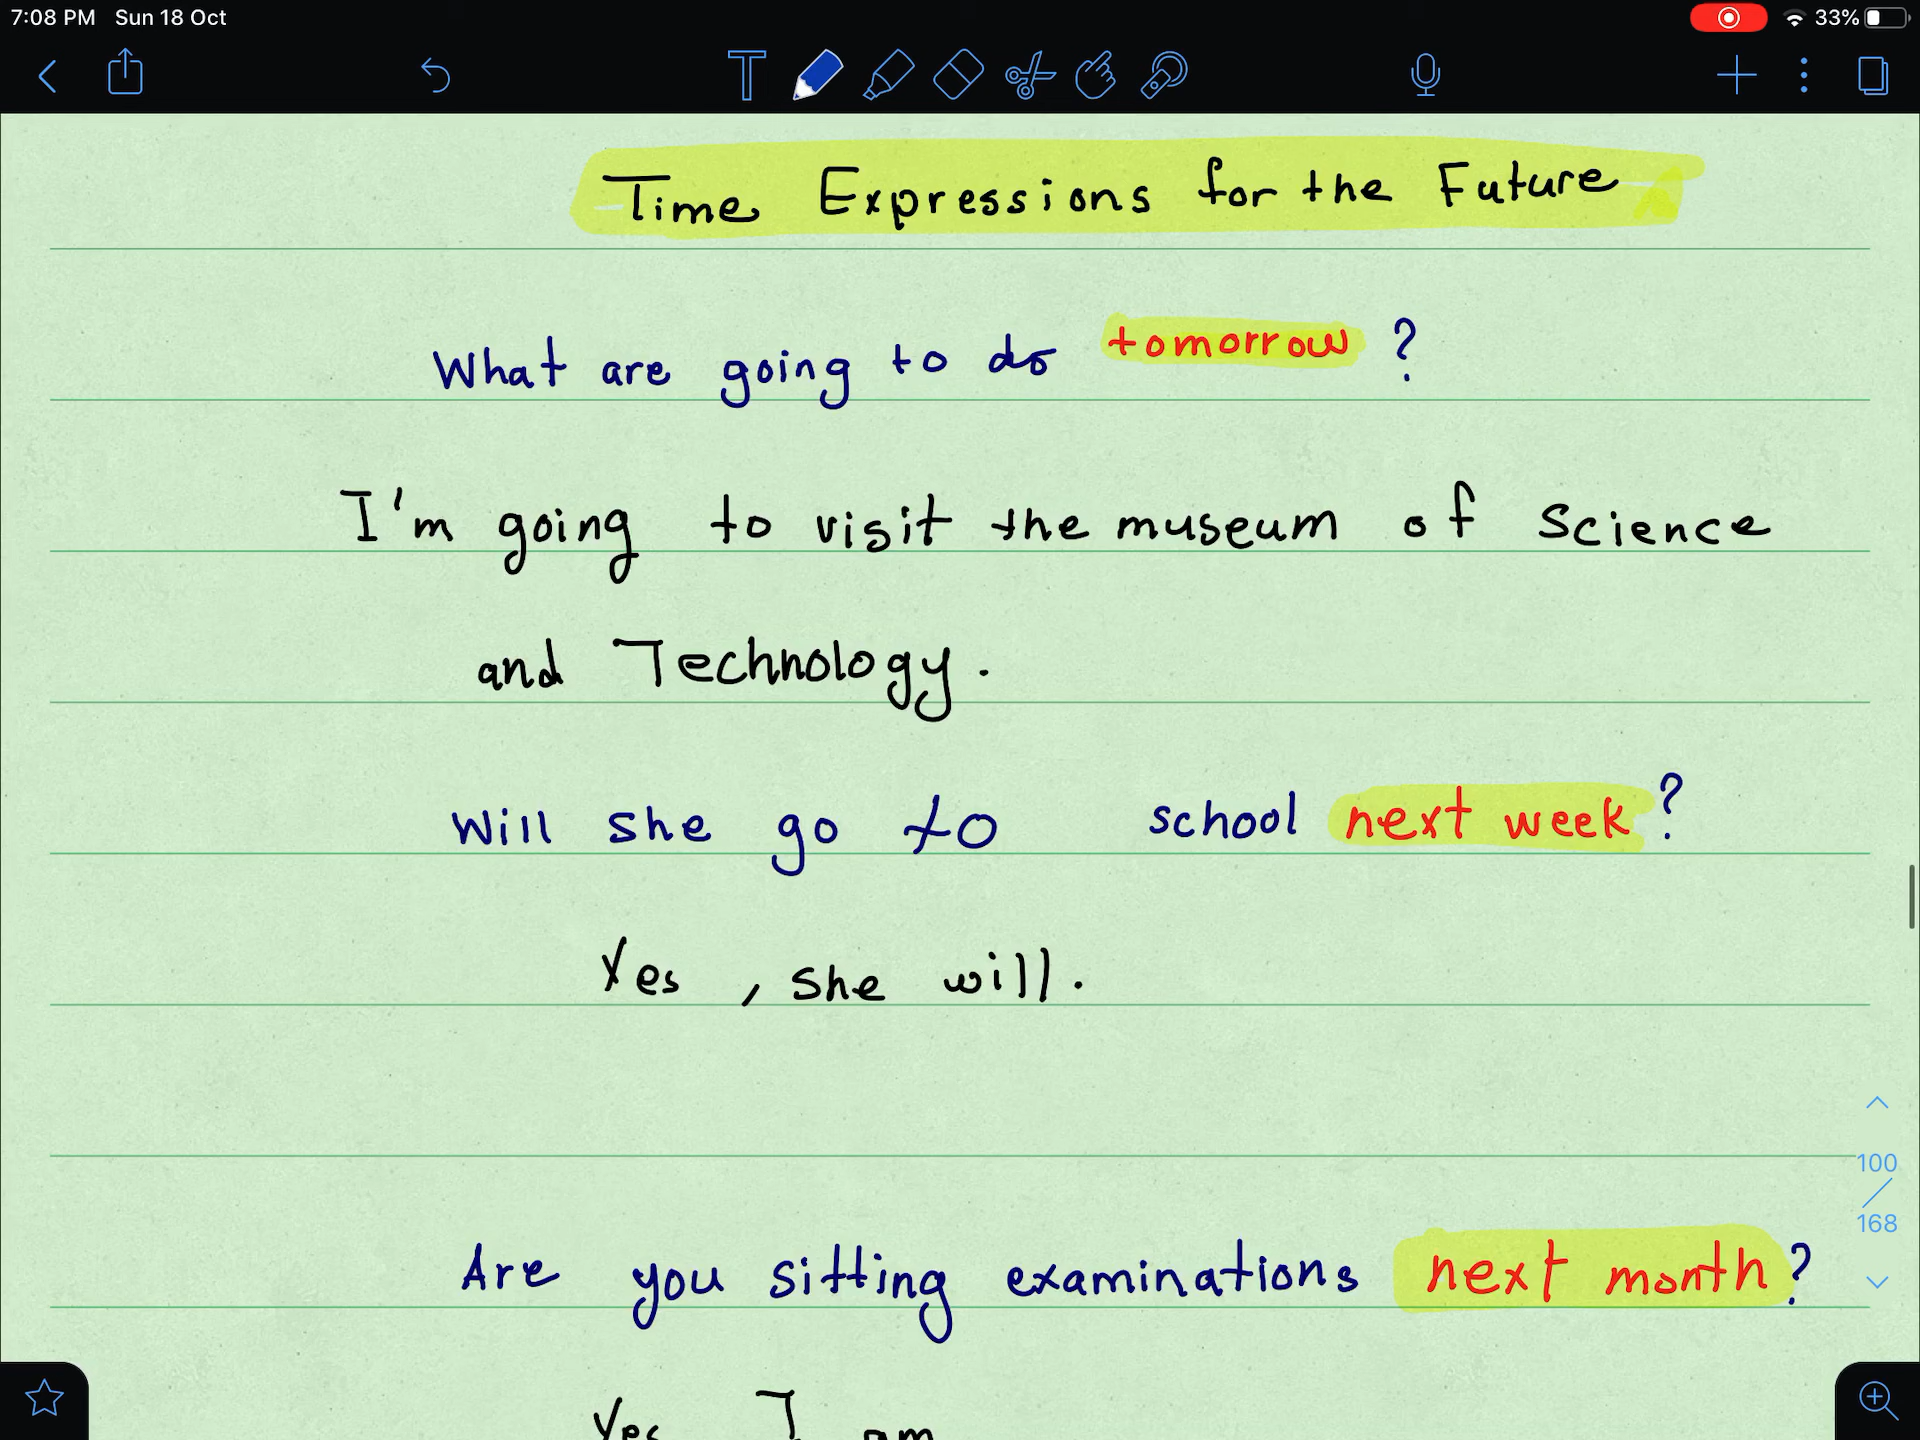 7:08 PM Sun 18 Oct
33%
T
Time Expressions for the Future
What are going to do tomorrow ?
I'm going to visit the museum of Science
and Technology.
Will she go to school next week ?
Yes , she will.
100
168
Are you sitting examinations next month ?
Yes I am